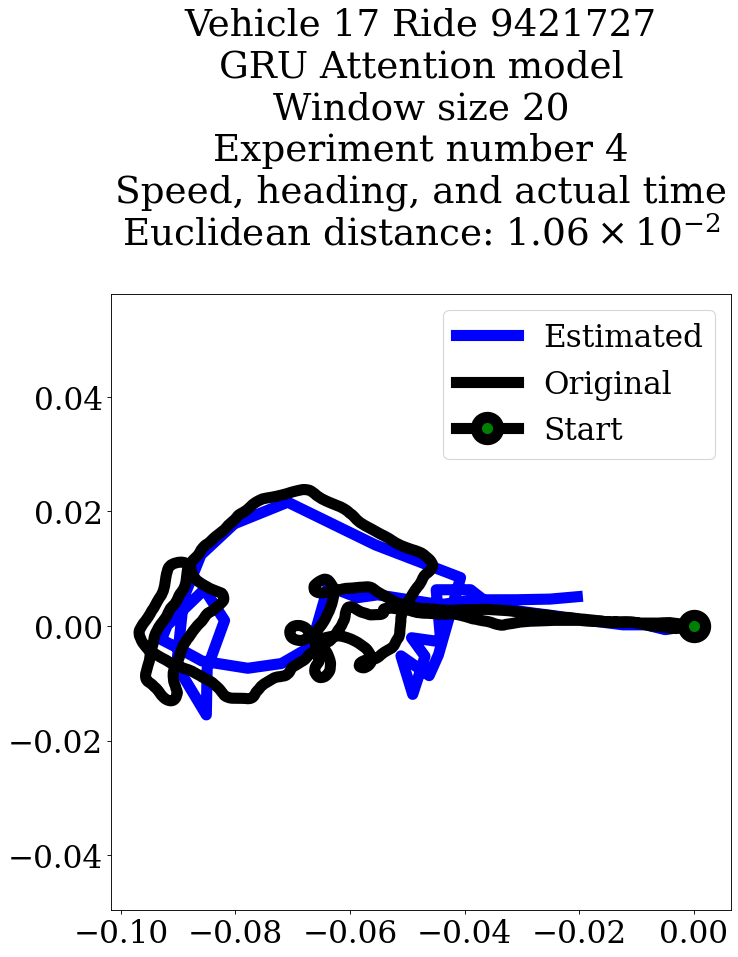 Vehicle 17 Ride 9421727
GRU Attention model
Window size 20
Experiment number 4
Speed, heading, and actual time
Euclidean distance: 1.06 × 10⁻²
Estimated
Original
Start
0.04
0.02
0.00
−0.02
−0.04
−0.10 −0.08 −0.06 −0.04 −0.02 0.00